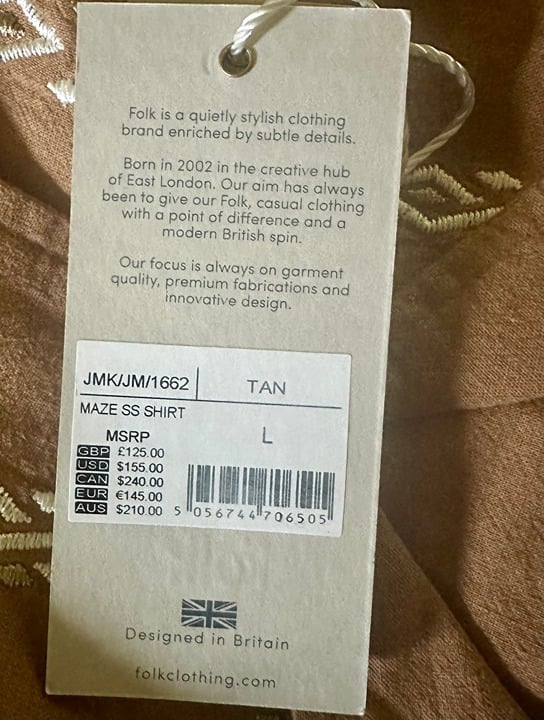 Folk is a quietly stylish clothing
brand enriched by subtle details.
Born in 2002 in the creative hub
of East London. Our aim has always
been to give our Folk, casual clothing
with a point of difference and a
modern British spin.
Our focus is always on garment
quality, premium fabrications and
innovative design.
JMK/JM/1662 TAN
MAZE SS SHIRT
L
MSRP
GBP £125.00
USD $155.00
CAN $240.00
EUR €145.00
AUS $210.00
5 056744 706505
Designed in Britain
folkclothing.com